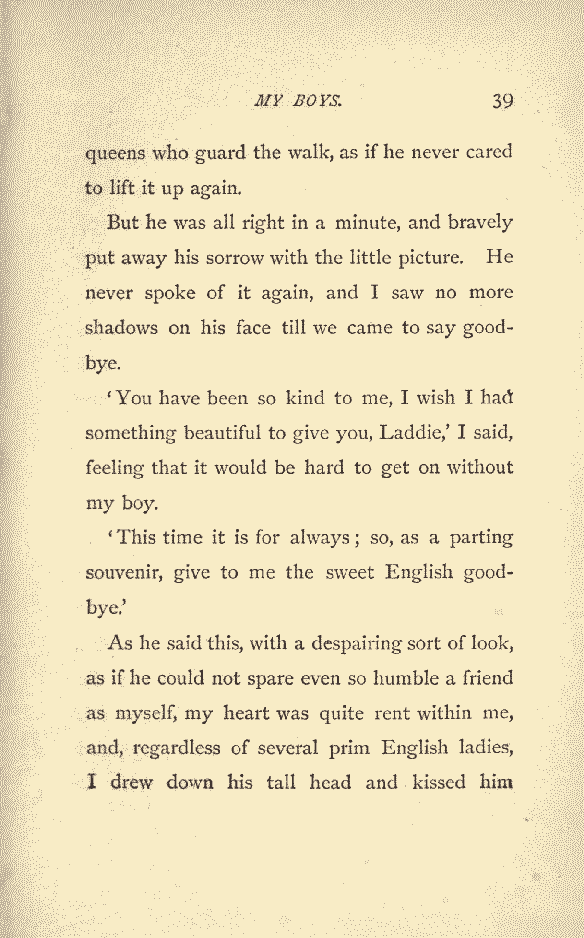 MY BOYS. 39
queens who guard the walk, as if he never cared
to lift it up again.
But he was all right in a minute, and bravely
put away his sorrow with the little picture. He
never spoke of it again, and I saw no more
shadows on his face till we came to say good-
bye.
‘You have been so kind to me, I wish I had
something beautiful to give you, Laddie,’ I said,
feeling that it would be hard to get on without
my boy.
‘This time it is for always; so, as a parting
souvenir, give to me the sweet English good-
bye.’
As he said this, with a despairing sort of look,
as if he could not spare even so humble a friend
as myself, my heart was quite rent within me,
and, regardless of several prim English ladies,
I drew down his tall head and kissed him